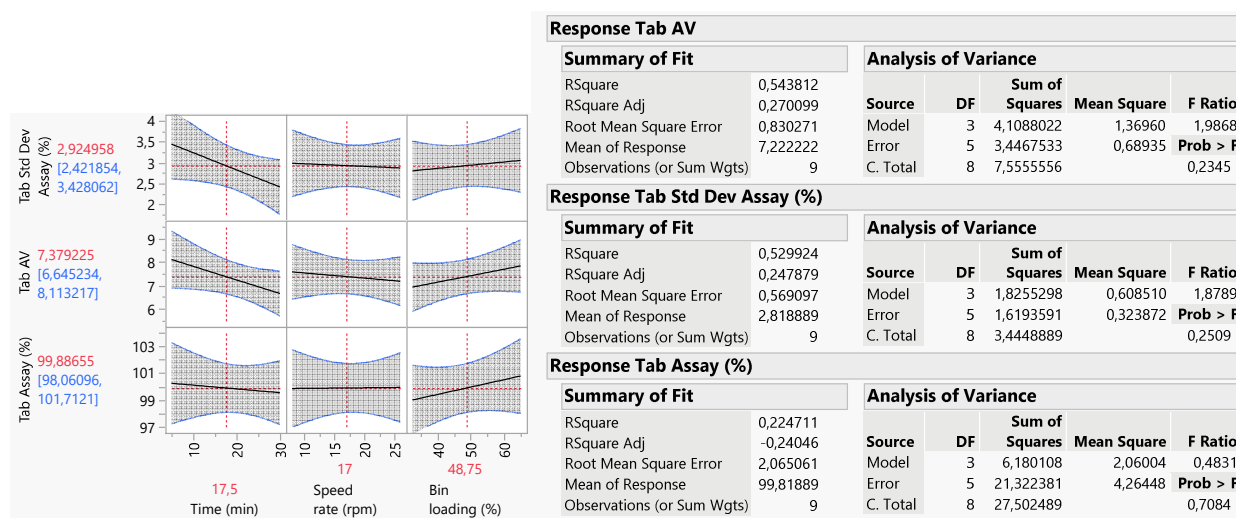 Tab Std Dev
Assay (%)
2,924958
[2,421854,
3,428062]
4
3,5
3
2,5
2
Tab AV
7,379225
[6,645234,
8,113217]
9
8
7
6
Tab Assay (%)
99,88655
[98,06096,
101,7121]
103
101
99
97
10 20 30 10 15 20 25 40 50 60
17,5 17 48,75
Time (min)
Speed
rate (rpm)
Bin
loading (%)
Response Tab AV
Summary of Fit
RSquare 0,543812
RSquare Adj 0,270099
Root Mean Square Error 0,830271
Mean of Response 7,222222
Observations (or Sum Wgts) 9
Analysis of Variance
Sum of
Source DF Squares Mean Square F Ratio
Model 3 4,1088022 1,36960 1,9868
Error 5 3,4467533 0,68935 Prob > F
C. Total 8 7,5555556 0,2345
Response Tab Std Dev Assay (%)
Summary of Fit
RSquare 0,529924
RSquare Adj 0,247879
Root Mean Square Error 0,569097
Mean of Response 2,818889
Observations (or Sum Wgts) 9
Analysis of Variance
Sum of
Source DF Squares Mean Square F Ratio
Model 3 1,8255298 0,608510 1,8789
Error 5 1,6193591 0,323872 Prob > F
C. Total 8 3,4448889 0,2509
Response Tab Assay (%)
Summary of Fit
RSquare 0,224711
RSquare Adj -0,24046
Root Mean Square Error 2,065061
Mean of Response 99,81889
Observations (or Sum Wgts) 9
Analysis of Variance
Sum of
Source DF Squares Mean Square F Ratio
Model 3 6,180108 2,06004 0,4831
Error 5 21,322381 4,26448 Prob > F
C. Total 8 27,502489 0,7084